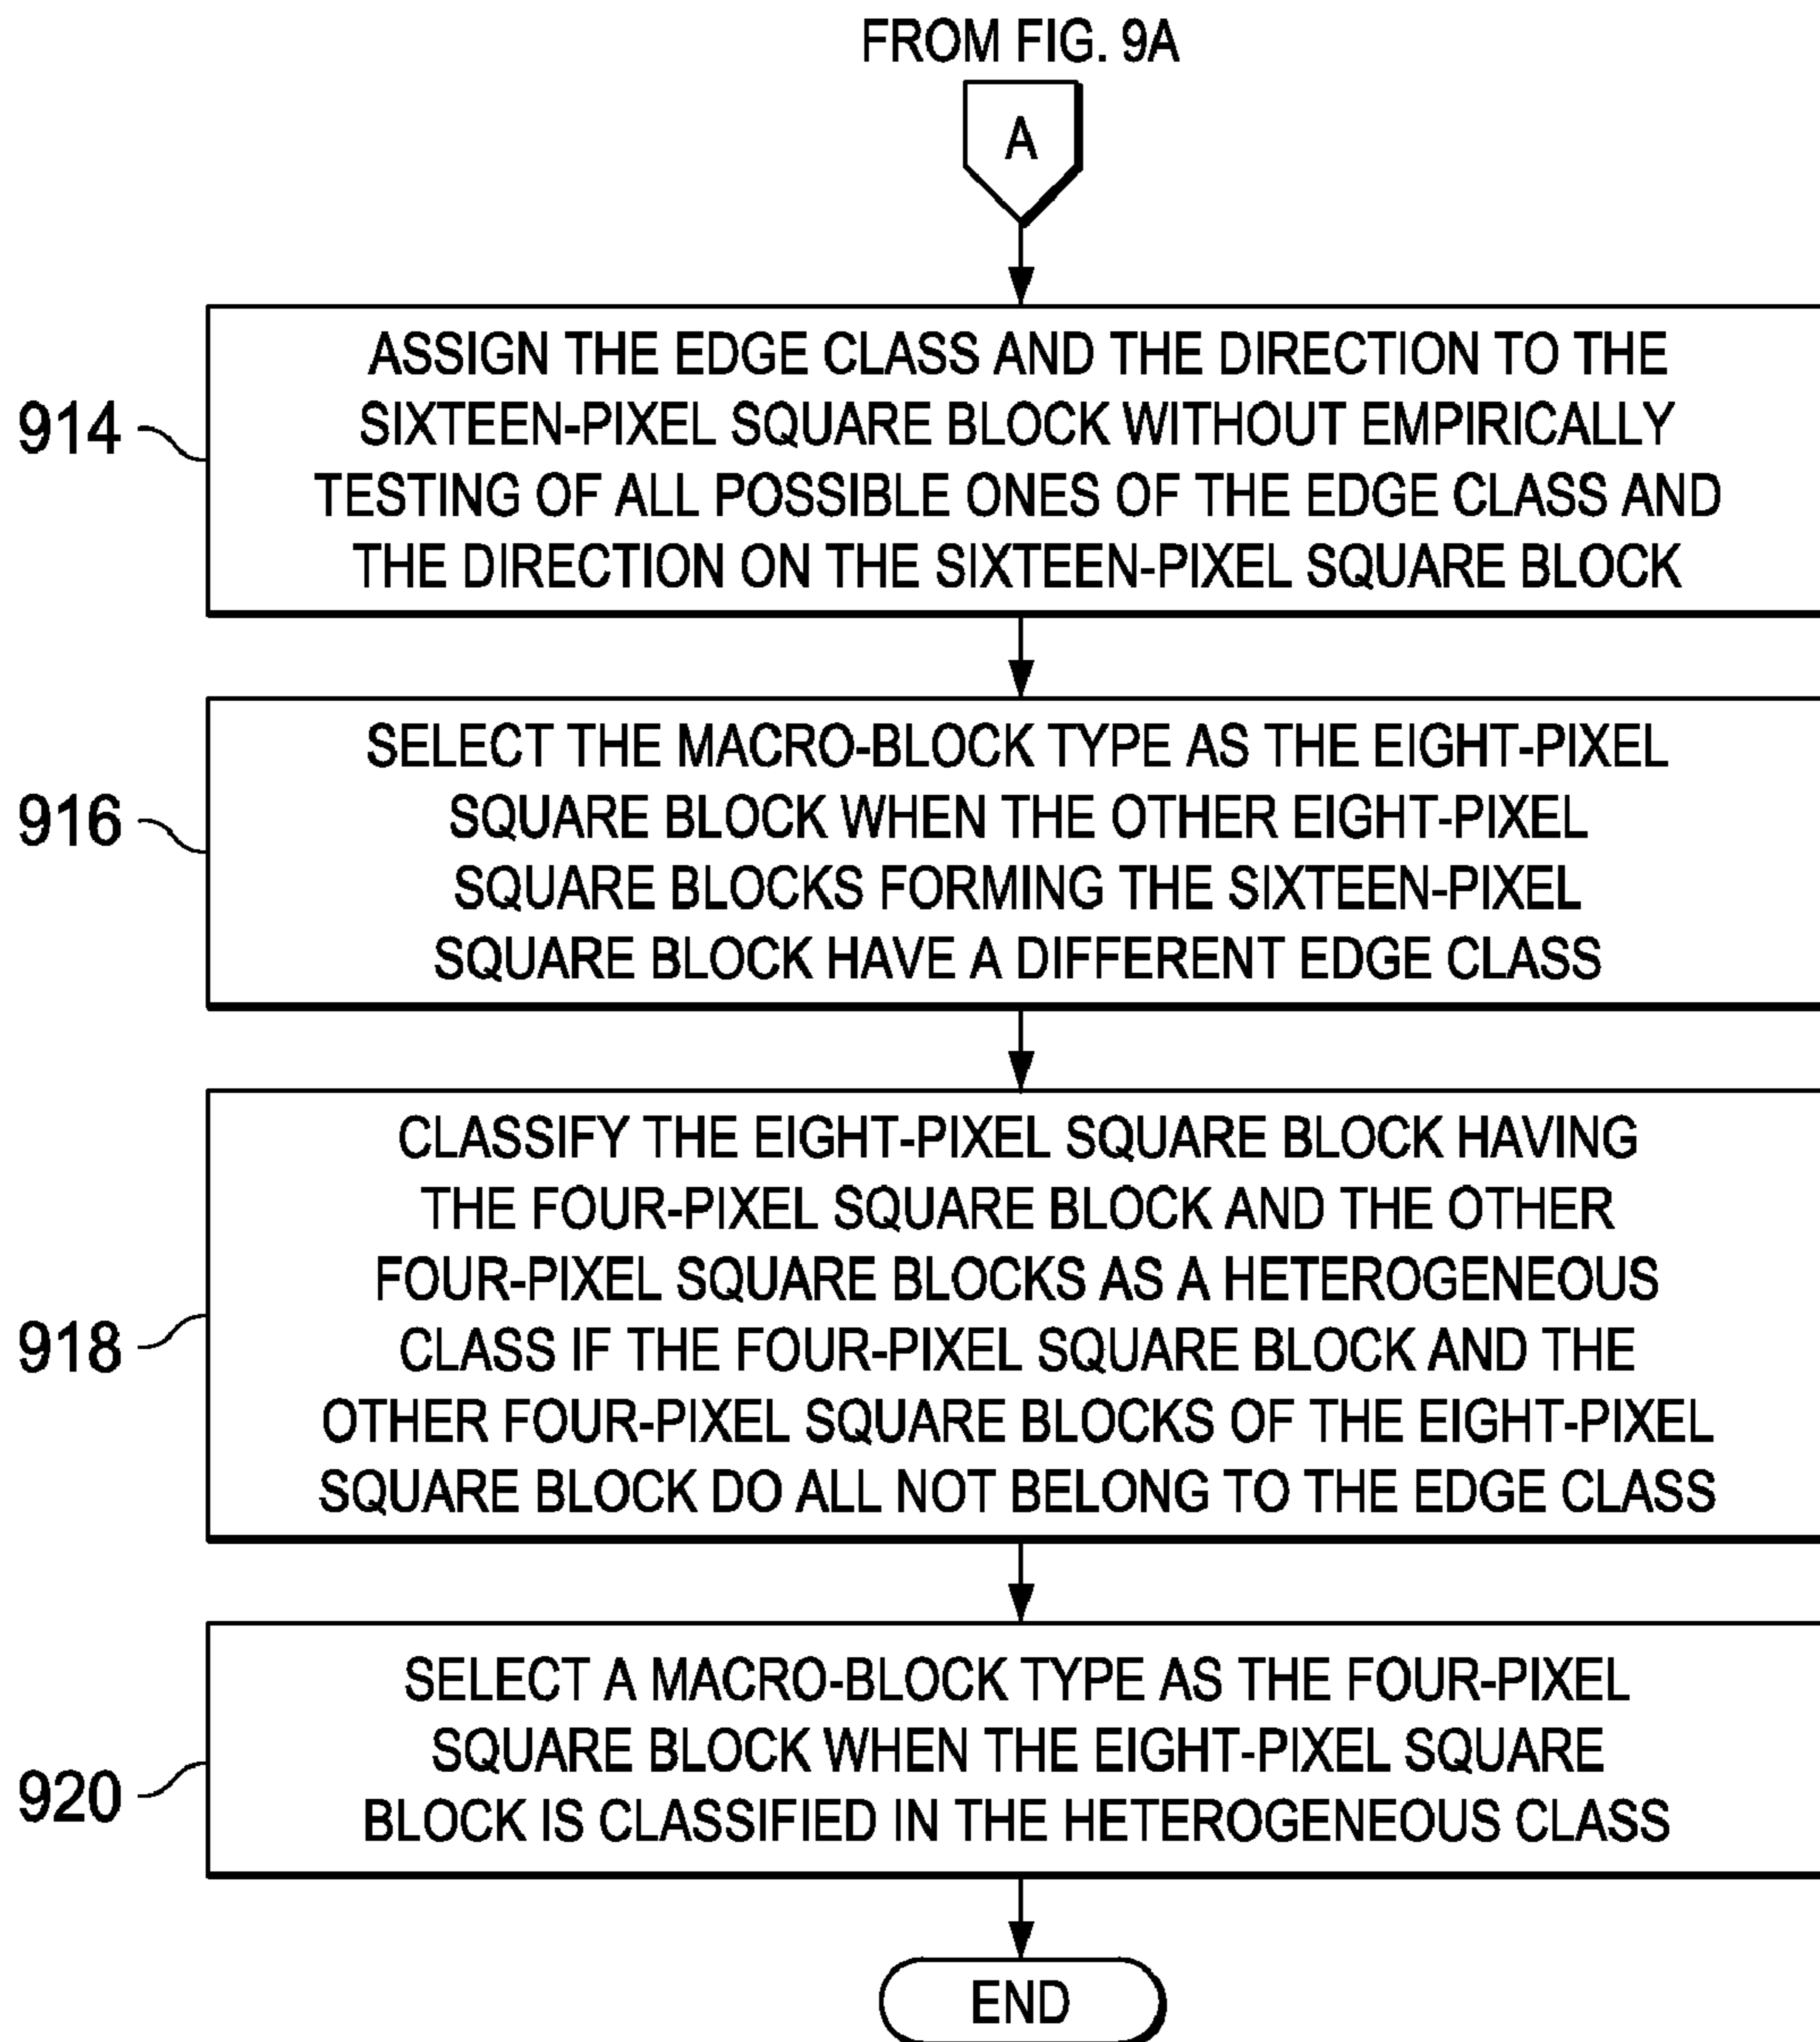 FROM FIG. 9A
A
914
ASSIGN THE EDGE CLASS AND THE DIRECTION TO THE
SIXTEEN-PIXEL SQUARE BLOCK WITHOUT EMPIRICALLY
TESTING OF ALL POSSIBLE ONES OF THE EDGE CLASS AND
THE DIRECTION ON THE SIXTEEN-PIXEL SQUARE BLOCK
916
SELECT THE MACRO-BLOCK TYPE AS THE EIGHT-PIXEL
SQUARE BLOCK WHEN THE OTHER EIGHT-PIXEL
SQUARE BLOCKS FORMING THE SIXTEEN-PIXEL
SQUARE BLOCK HAVE A DIFFERENT EDGE CLASS
918
CLASSIFY THE EIGHT-PIXEL SQUARE BLOCK HAVING
THE FOUR-PIXEL SQUARE BLOCK AND THE OTHER
FOUR-PIXEL SQUARE BLOCKS AS A HETEROGENEOUS
CLASS IF THE FOUR-PIXEL SQUARE BLOCK AND THE
OTHER FOUR-PIXEL SQUARE BLOCKS OF THE EIGHT-PIXEL
SQUARE BLOCK DO ALL NOT BELONG TO THE EDGE CLASS
920
SELECT A MACRO-BLOCK TYPE AS THE FOUR-PIXEL
SQUARE BLOCK WHEN THE EIGHT-PIXEL SQUARE
BLOCK IS CLASSIFIED IN THE HETEROGENEOUS CLASS
END